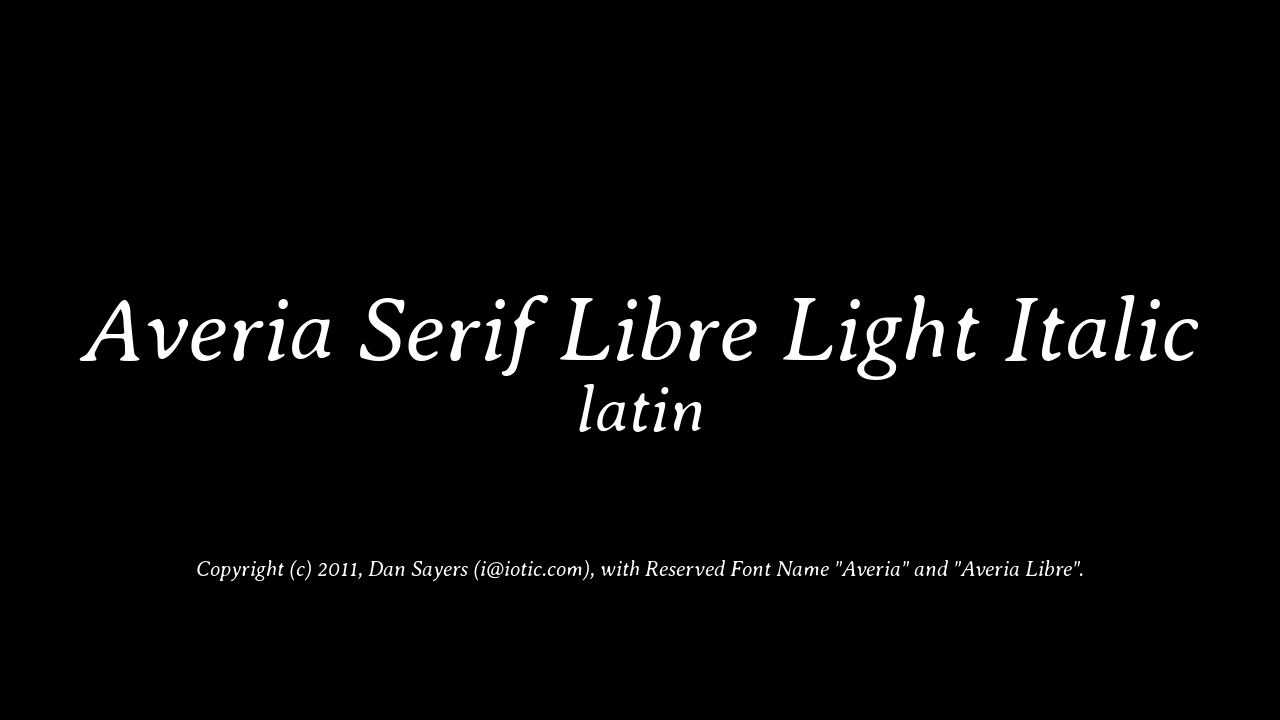 Averia Serif Libre Light Italic
latin
Copyright (c) 2011, Dan Sayers (i@iotic.com), with Reserved Font Name "Averia" and "Averia Libre".